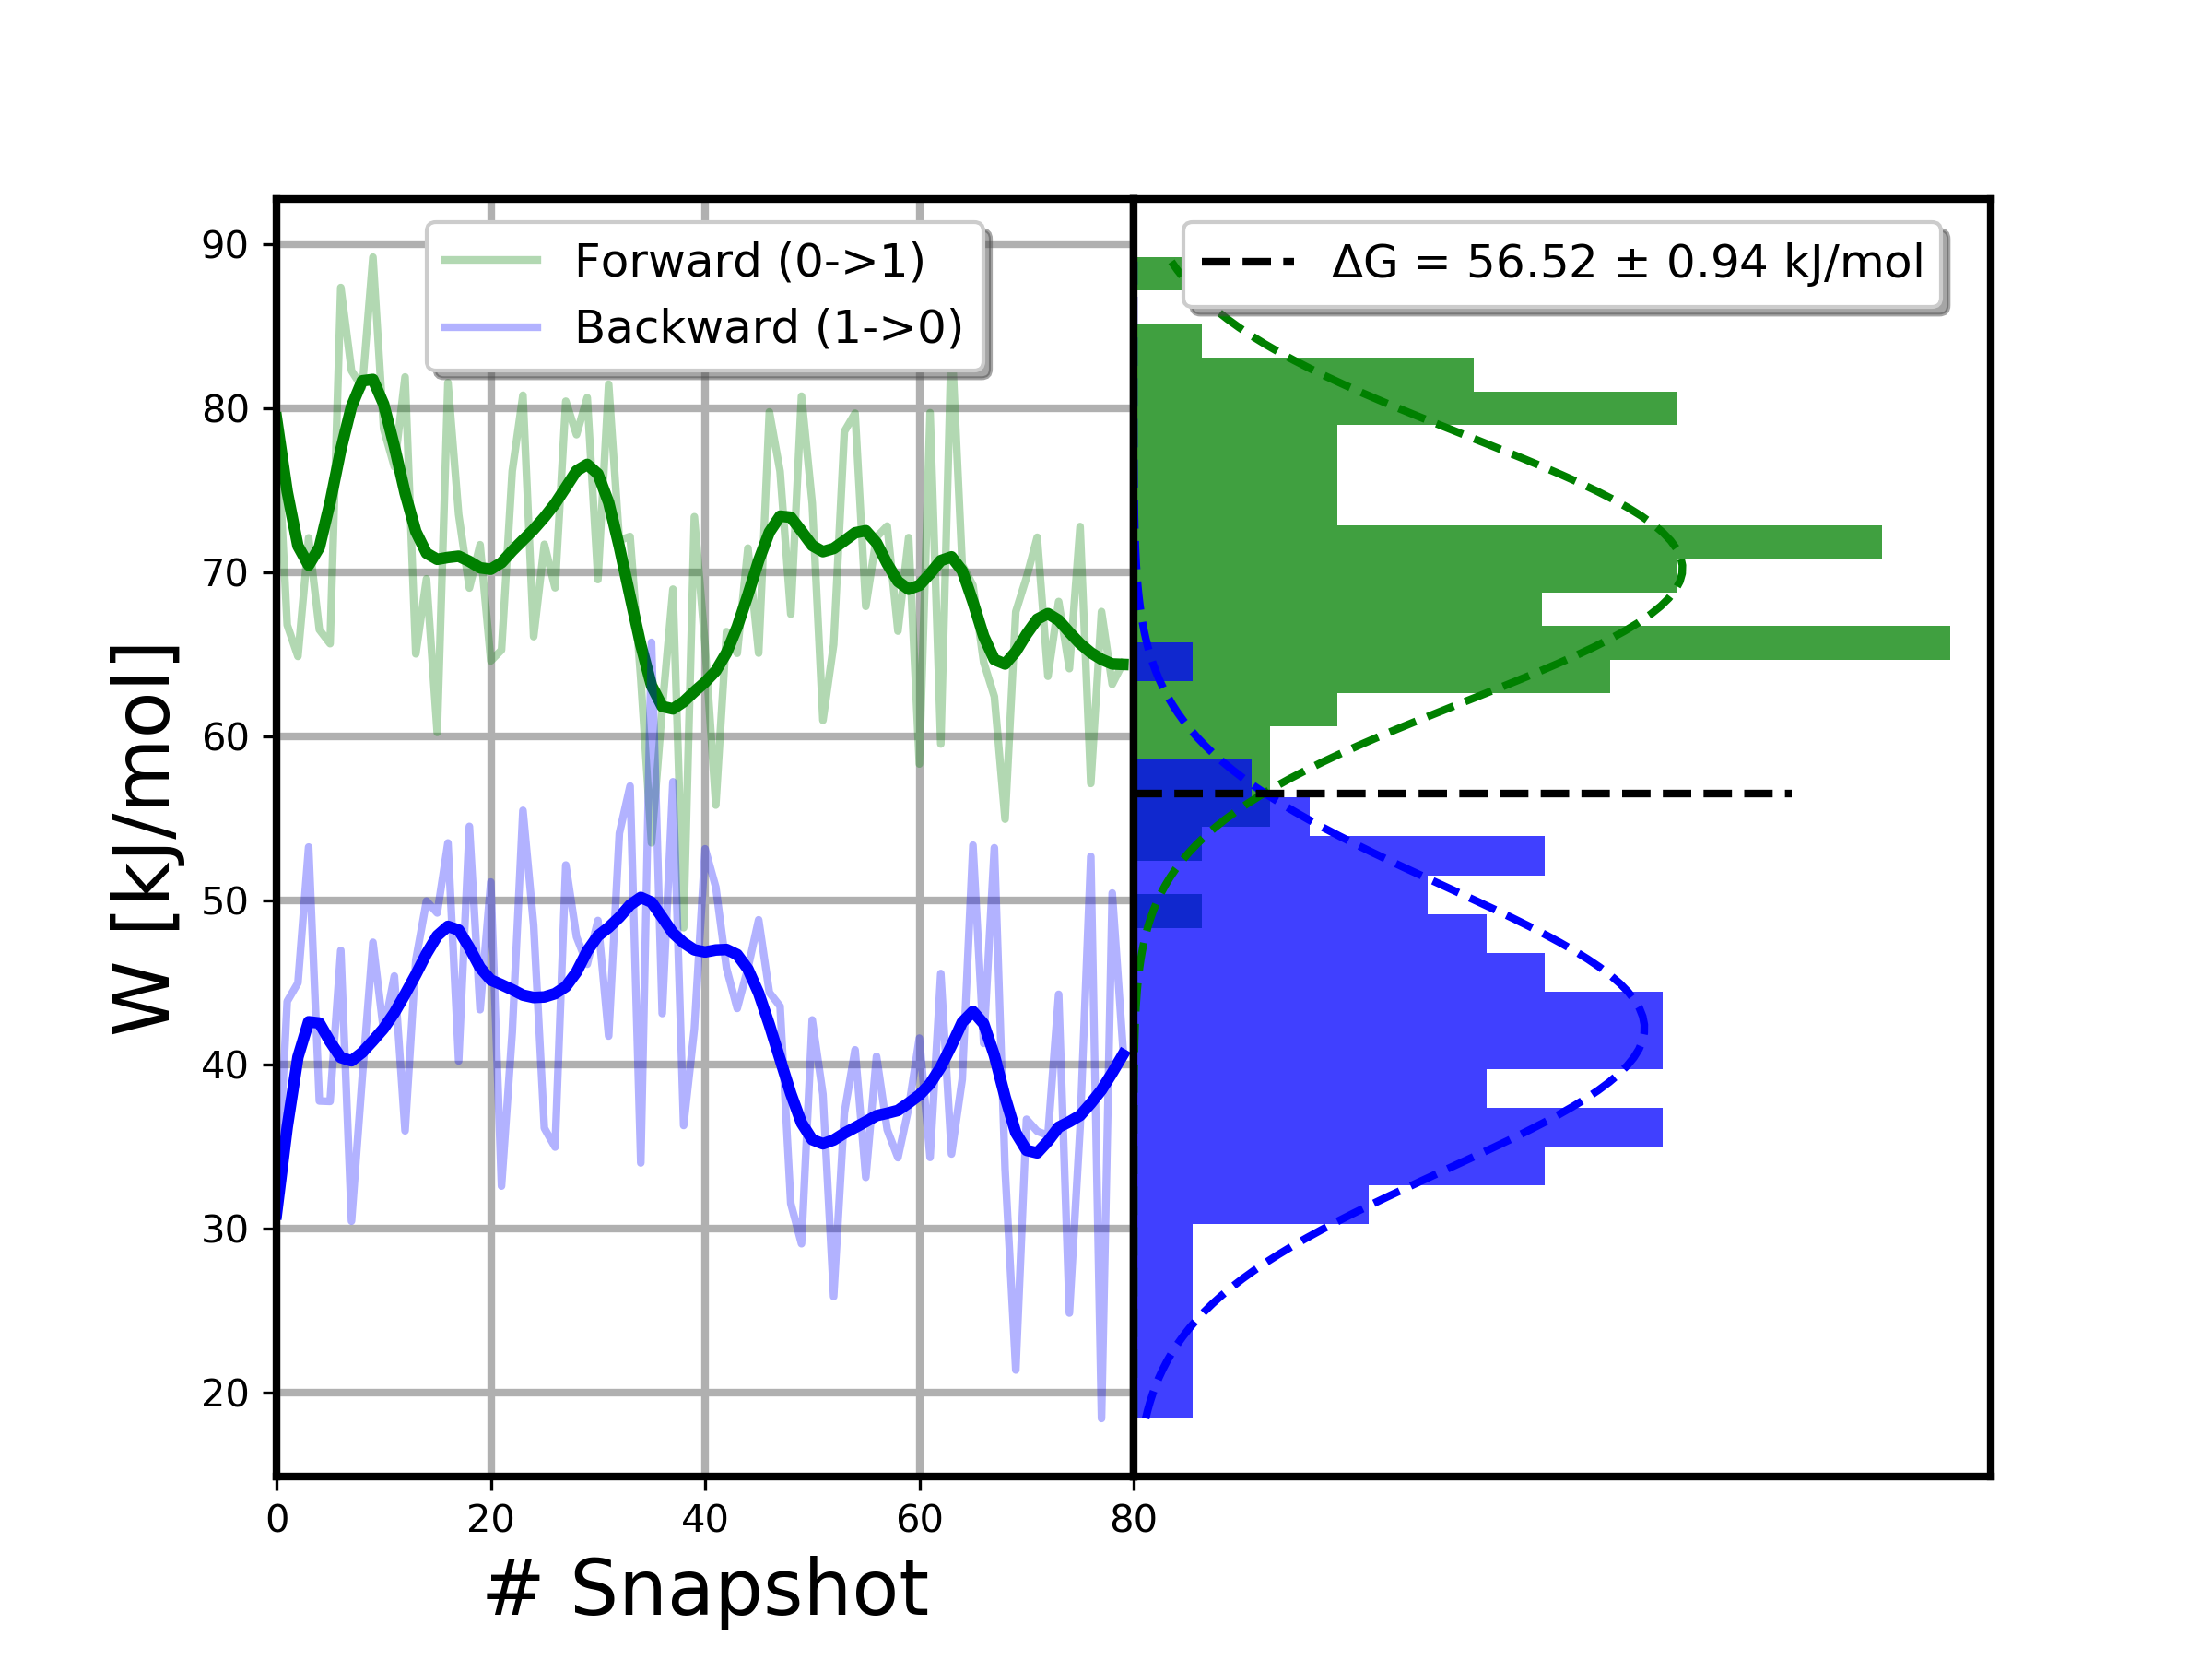 Forward (0->1)
Backward (1->0)
ΔG = 56.52 ± 0.94 kJ/mol
W [kJ/mol]
90
80
70
60
50
40
30
20
0 20 40 60 80
# Snapshot